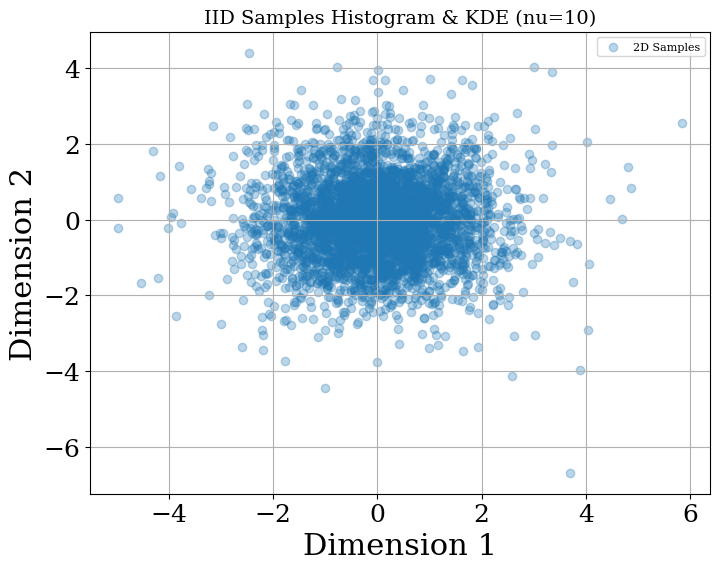 IID Samples Histogram & KDE (nu=10)
2D Samples
4
2
0
−2
−4
−6
Dimension 2
−4 −2 0 2 4 6
Dimension 1